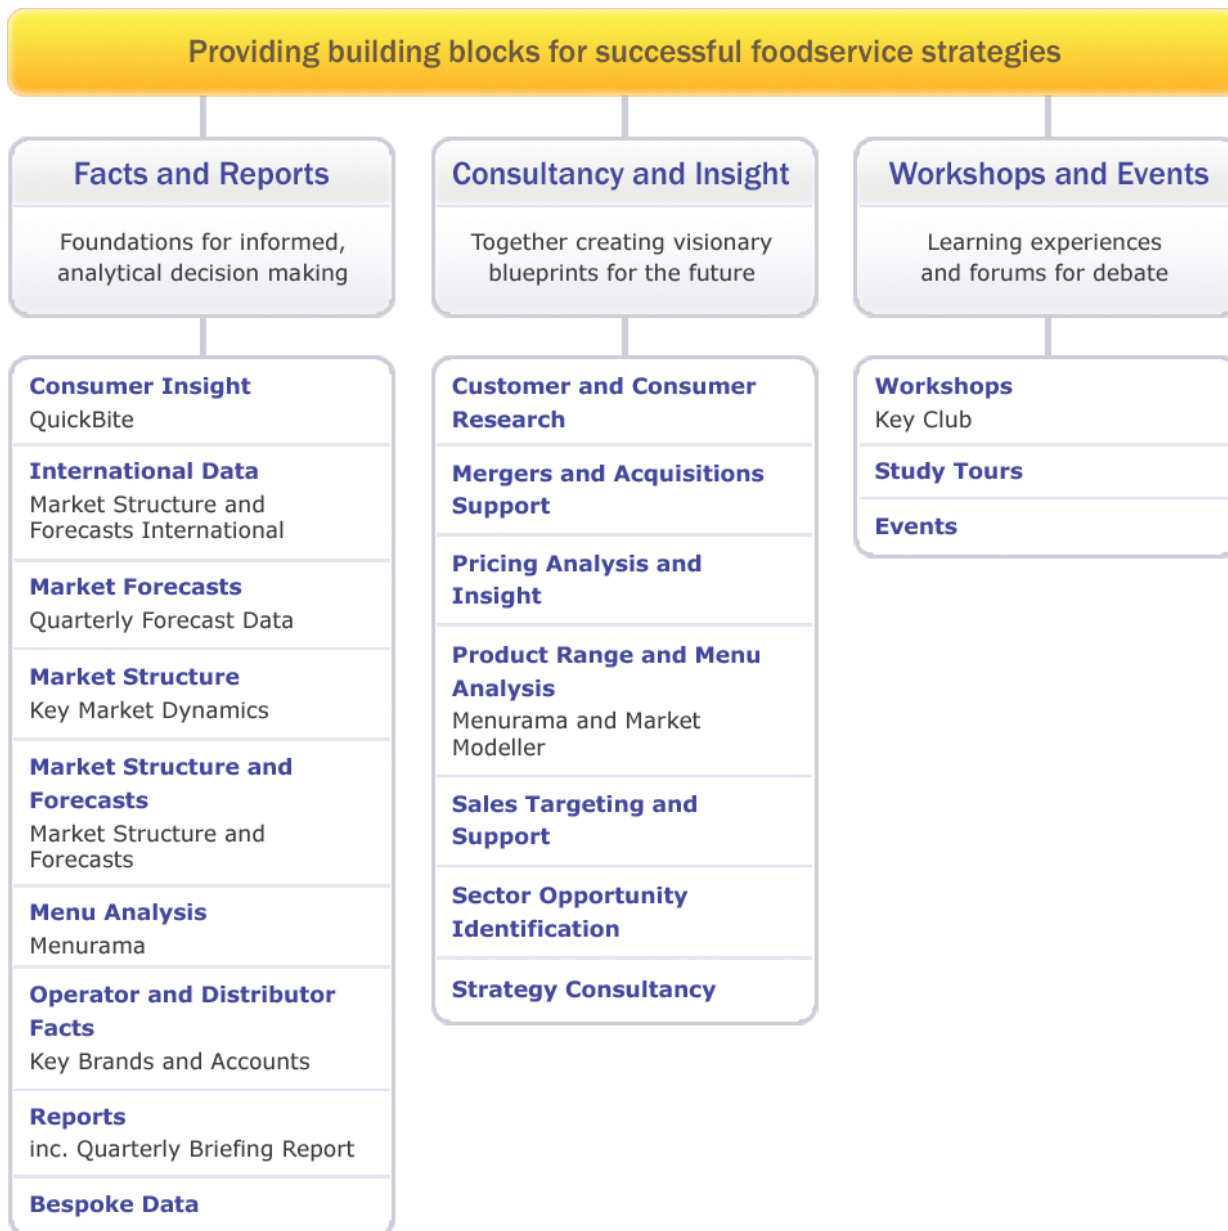 Providing building blocks for successful foodservice strategies
Facts and Reports
Foundations for informed,
analytical decision making
Consumer Insight
QuickBite
International Data
Market Structure and
Forecasts International
Market Forecasts
Quarterly Forecast Data
Market Structure
Key Market Dynamics
Market Structure and
Forecasts
Market Structure and
Forecasts
Menu Analysis
Menurama
Operator and Distributor
Facts
Key Brands and Accounts
Reports
inc. Quarterly Briefing Report
Bespoke Data
Consultancy and Insight
Together creating visionary
blueprints for the future
Customer and Consumer
Research
Mergers and Acquisitions
Support
Pricing Analysis and
Insight
Product Range and Menu
Analysis
Menurama and Market
Modeller
Sales Targeting and
Support
Sector Opportunity
Identification
Strategy Consultancy
Workshops and Events
Learning experiences
and forums for debate
Workshops
Key Club
Study Tours
Events